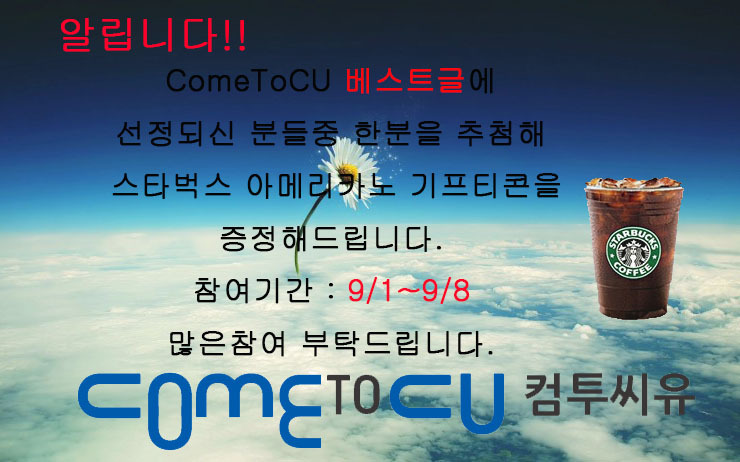 알립니다!!
ComeToCU 베스트글에
선정되신 분들중 한분을 추첨해
스타벅스 아메리카노 기프티콘을
증정해드립니다.
STARBUCKS
COFFEE
참여기간 : 9/1~9/8
많은참여 부탁드립니다.
COME TO CU 컴투씨유